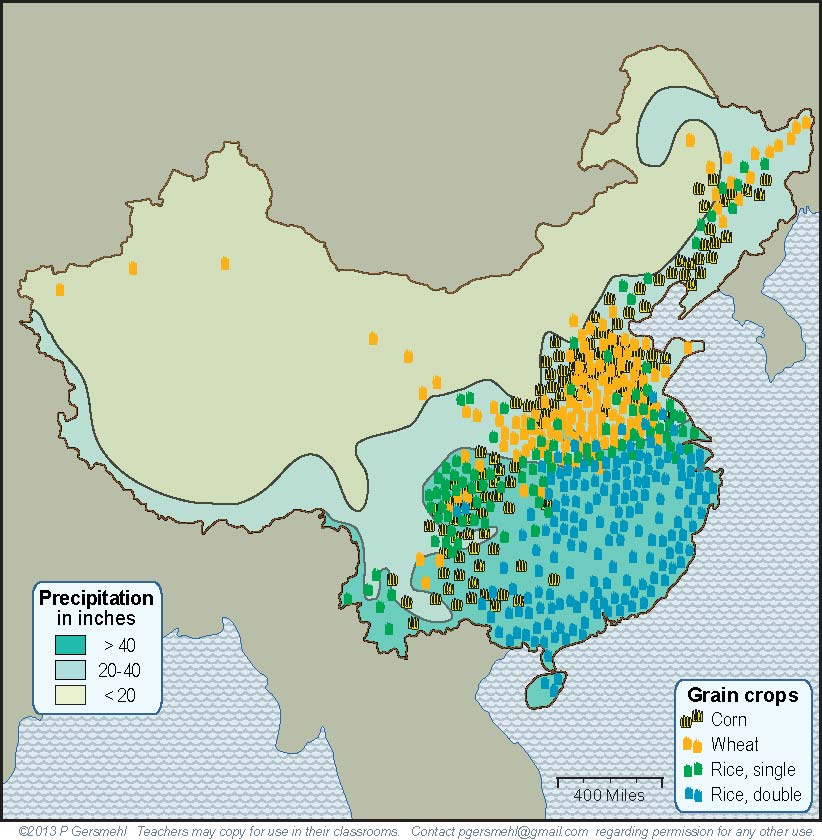 Precipitation
in inches
> 40
20-40
< 20
Grain crops
Corn
Wheat
Rice, single
Rice, double
400 Miles
©2013 P Gersmehl   Teachers may copy for use in their classrooms.   Contact pgersmehl@gmail.com  regarding permission for any other use.